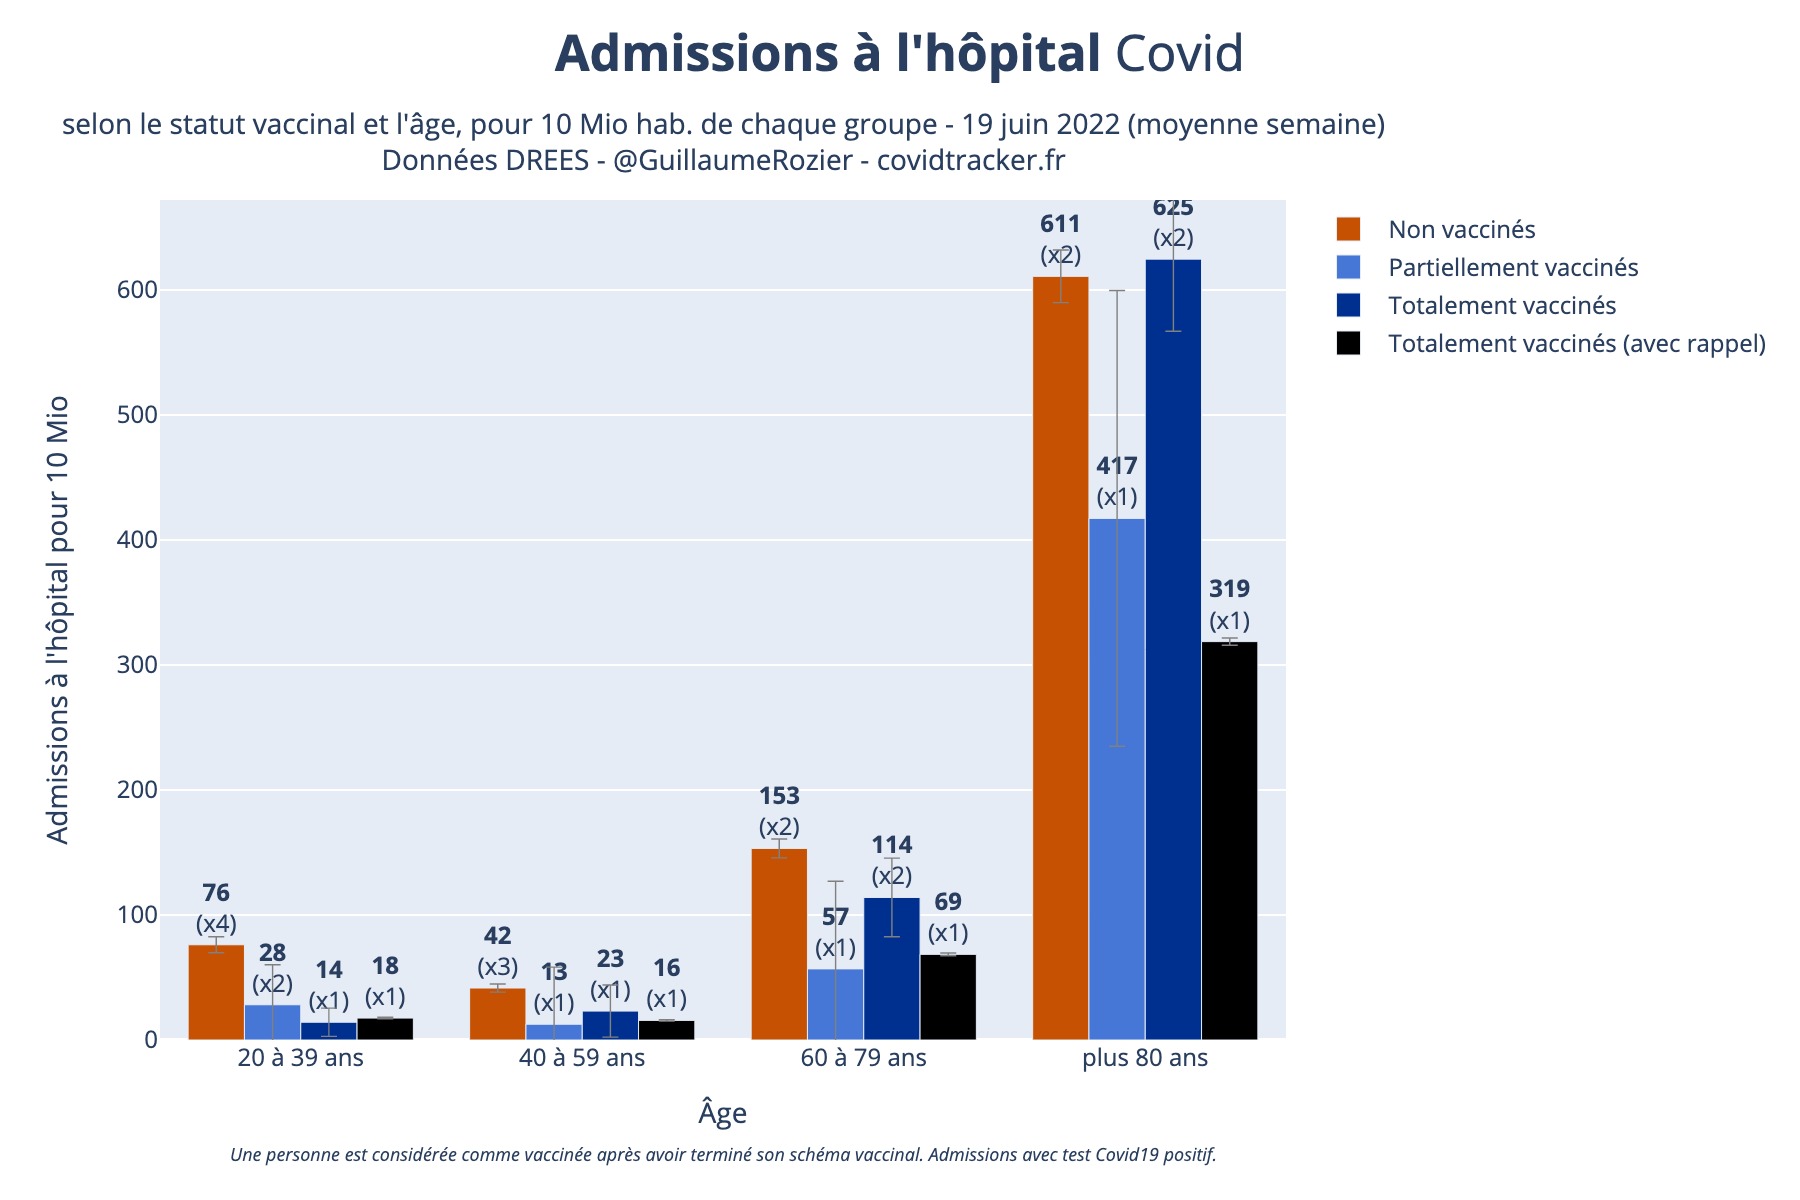 Admissions à l'hôpital Covid
selon le statut vaccinal et l'âge, pour 10 Mio hab. de chaque groupe - 19 juin 2022 (moyenne semaine)
Données DREES - @GuillaumeRozier - covidtracker.fr
Non vaccinés
Partiellement vaccinés
Totalement vaccinés
Totalement vaccinés (avec rappel)
Admissions à l'hôpital pour 10 Mio
600
500
400
300
200
100
0
76
(x4)
28
(x2)
14
(x1)
18
(x1)
42
(x3)
13
(x1)
23
(x1)
16
(x1)
153
(x2)
57
(x1)
114
(x2)
69
(x1)
611
(x2)
417
(x1)
625
(x2)
319
(x1)
20 à 39 ans
40 à 59 ans
60 à 79 ans
plus 80 ans
Âge
Une personne est considérée comme vaccinée après avoir terminé son schéma vaccinal. Admissions avec test Covid19 positif.